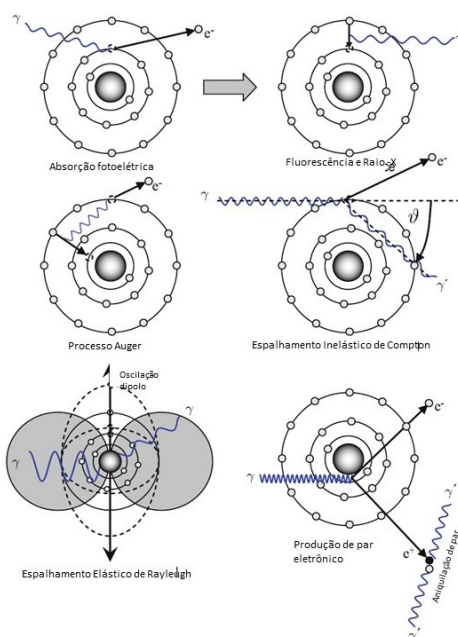 γ
e⁻
Absorção fotoelétrica
Fluorescência e Raio-X
γ
e⁻
Processo Auger
e⁻
γ
ϑ
γ´
Espalhamento Inelástico de Compton
Oscilação
dipolo
γ
γ
Espalhamento Elástico de Rayleigh
e⁻
γ
Produção de par
eletrônico
e⁺
γ´
Aniquilação de par
γ´